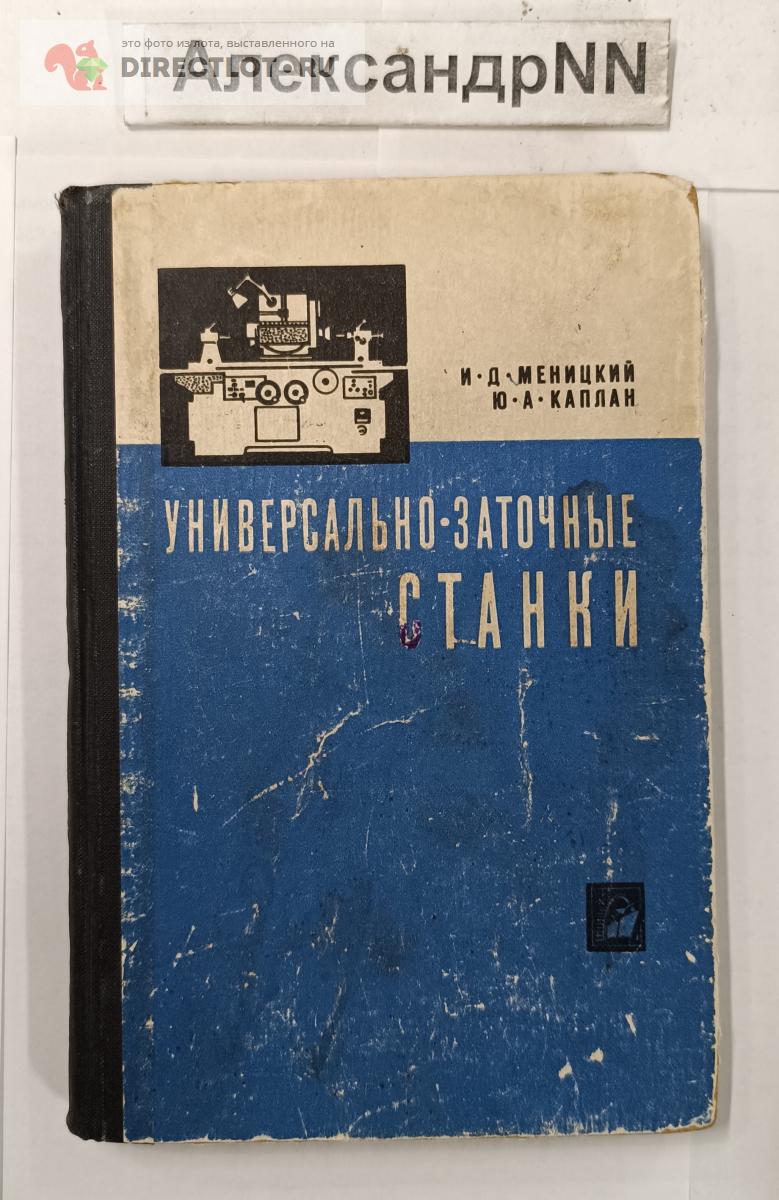 это фото из лота, выставленного на
DIRECTLOT.RU
АлександрNN
И·Д·МЕНИЦКИЙ
Ю·А·КАПЛАН
УНИВЕРСАЛЬНО·ЗАТОЧНЫЕ
СТАНКИ